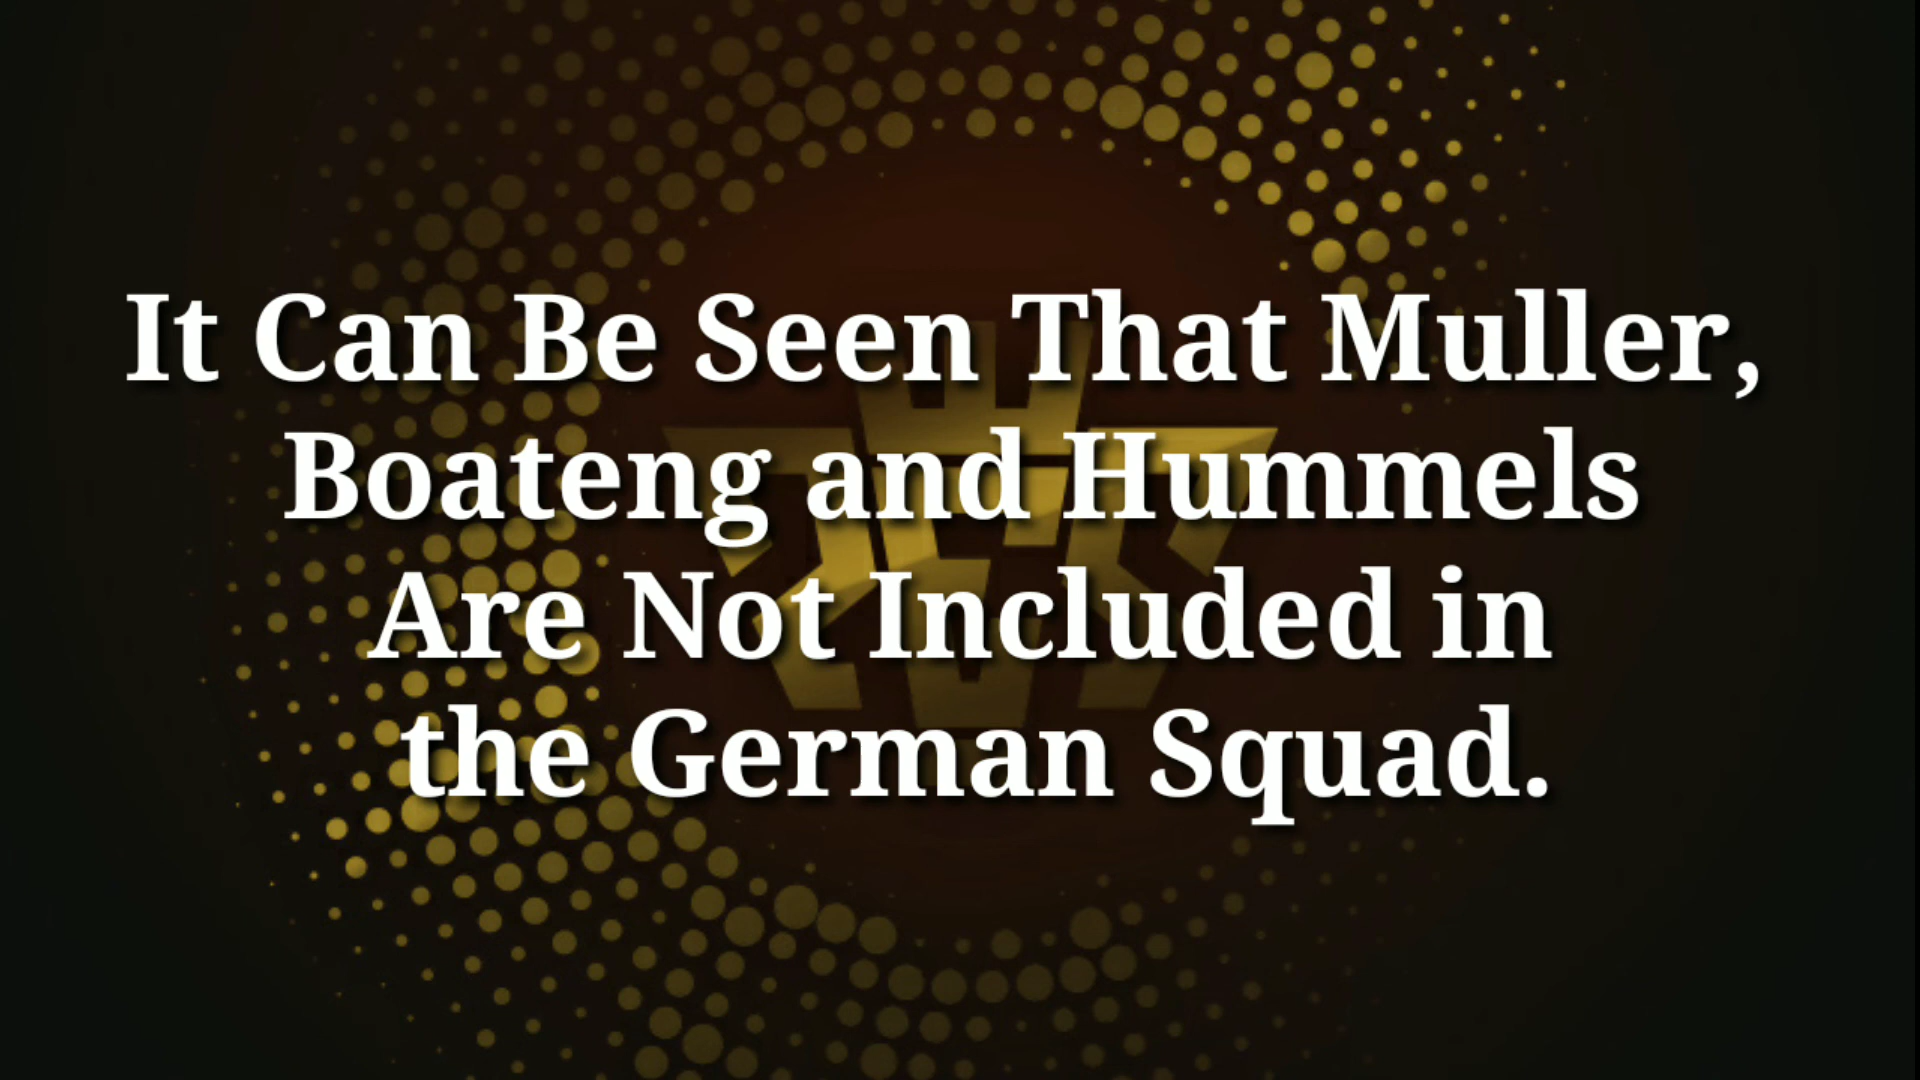 It Can Be Seen That Muller,
Boateng and Hummels
Are Not Included in
the German Squad.